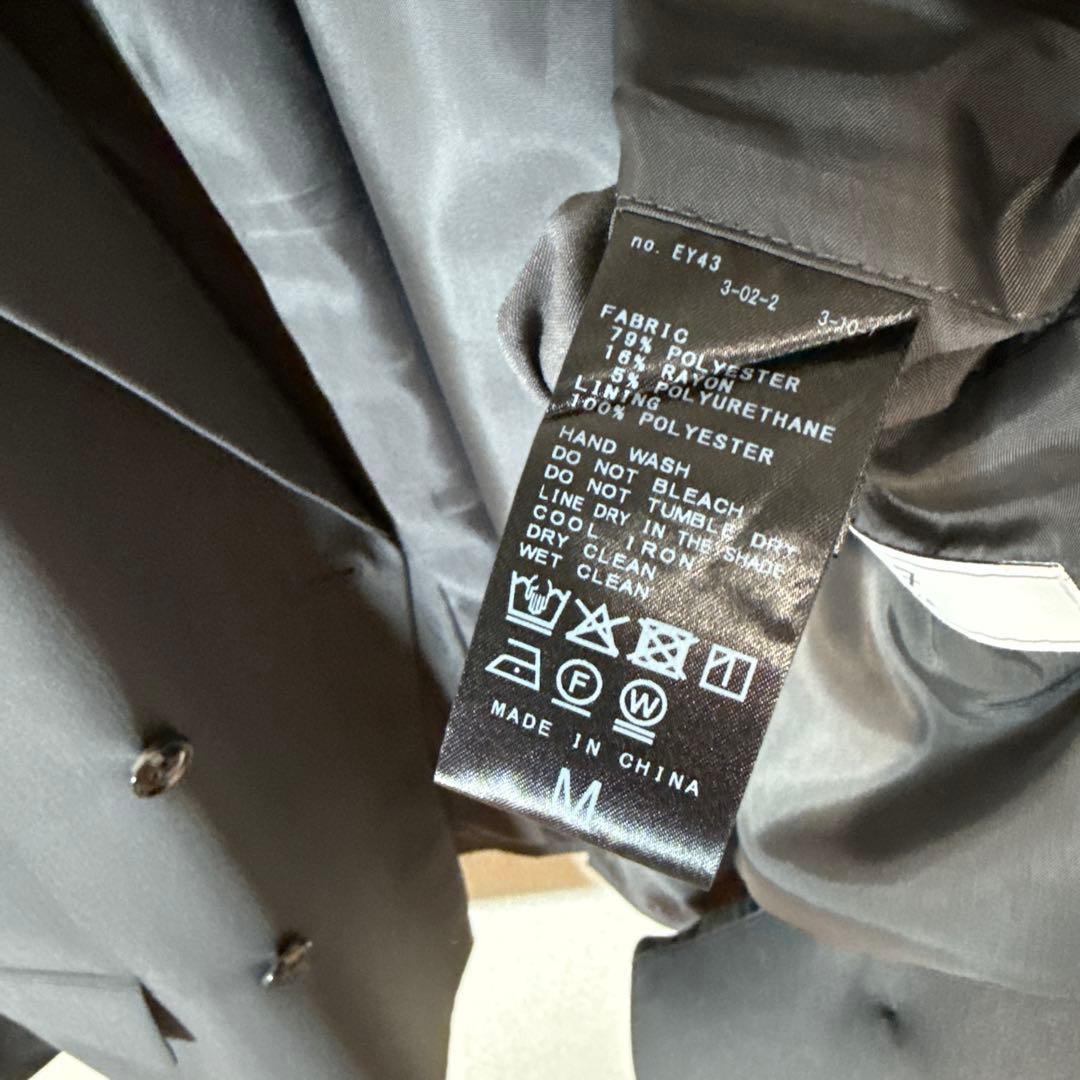 no. EY43
3-02-2
FABRIC
79% POLYESTER
16% RAYON
5% POLYURETHANE
LINING
100% POLYESTER
HAND WASH
DO NOT BLEACH
DO NOT TUMBLE DRY
LINE DRY IN THE SHADE
COOL IRON
DRY CLEAN
WET CLEAN
F
W
MADE IN CHINA
M